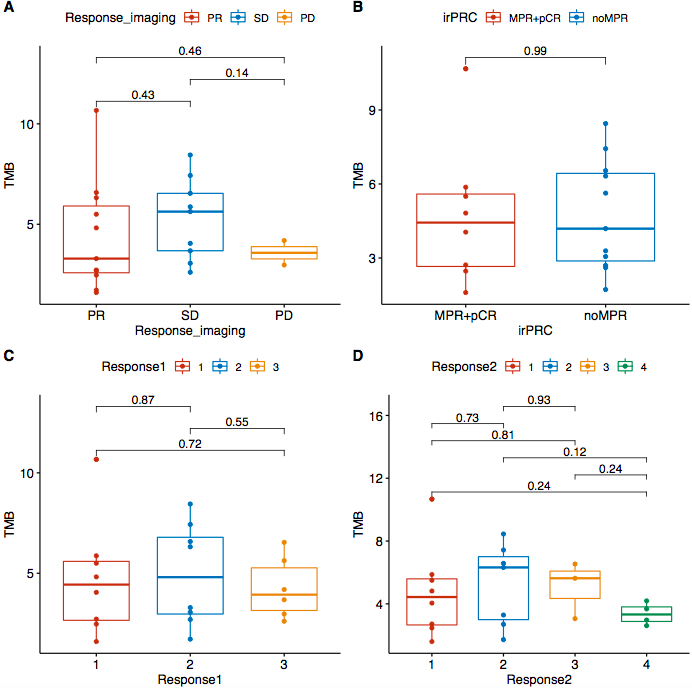 A
Response_imaging PR SD PD
0.46
0.14
0.43
10
5
TMB
PR SD PD
Response_imaging
B
irPRC MPR+pCR noMPR
0.99
9
6
3
TMB
MPR+pCR noMPR
irPRC
C
Response1 1 2 3
0.87
0.55
0.72
10
5
TMB
1 2 3
Response1
D
Response2 1 2 3 4
0.93
0.73
0.81
0.12
0.24
0.24
16
12
8
4
TMB
1 2 3 4
Response2